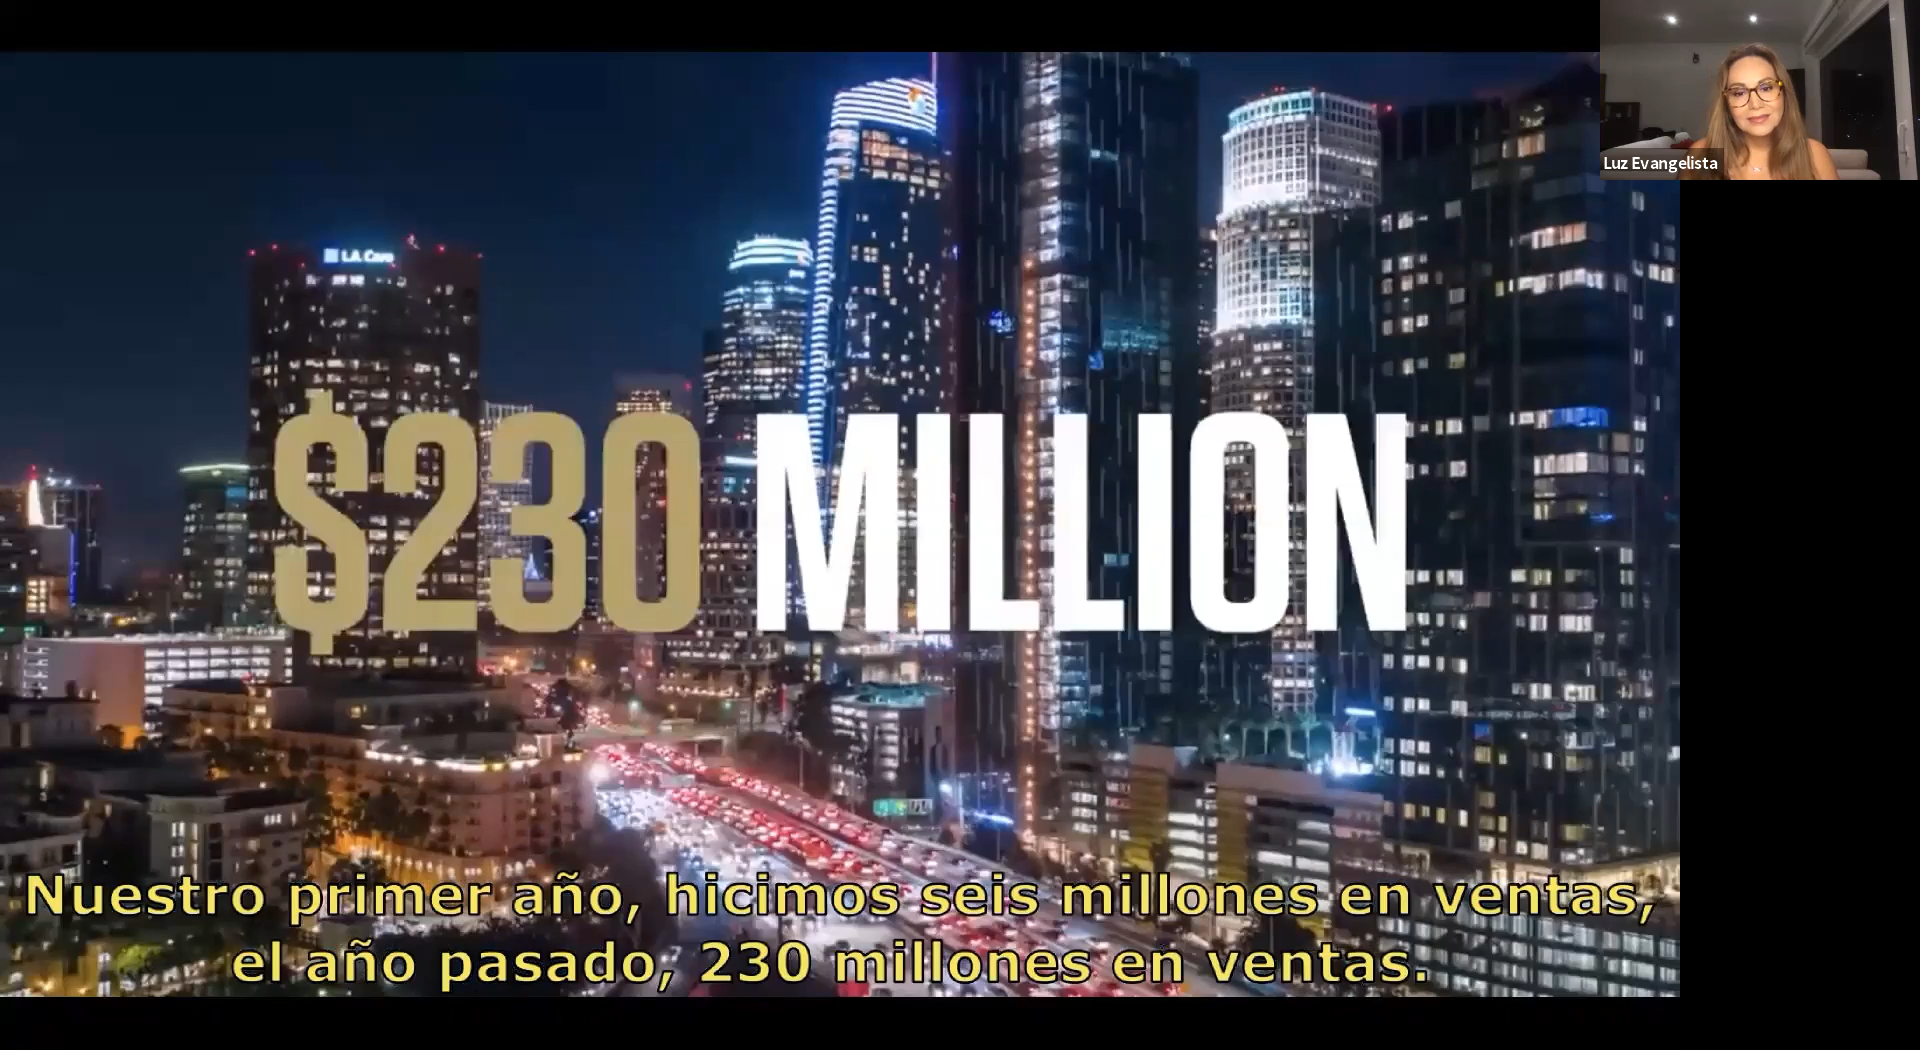 Luz Evangelista
L.A. Care
$230 MILLION
Nuestro primer año, hicimos seis millones en ventas,
el año pasado, 230 millones en ventas.